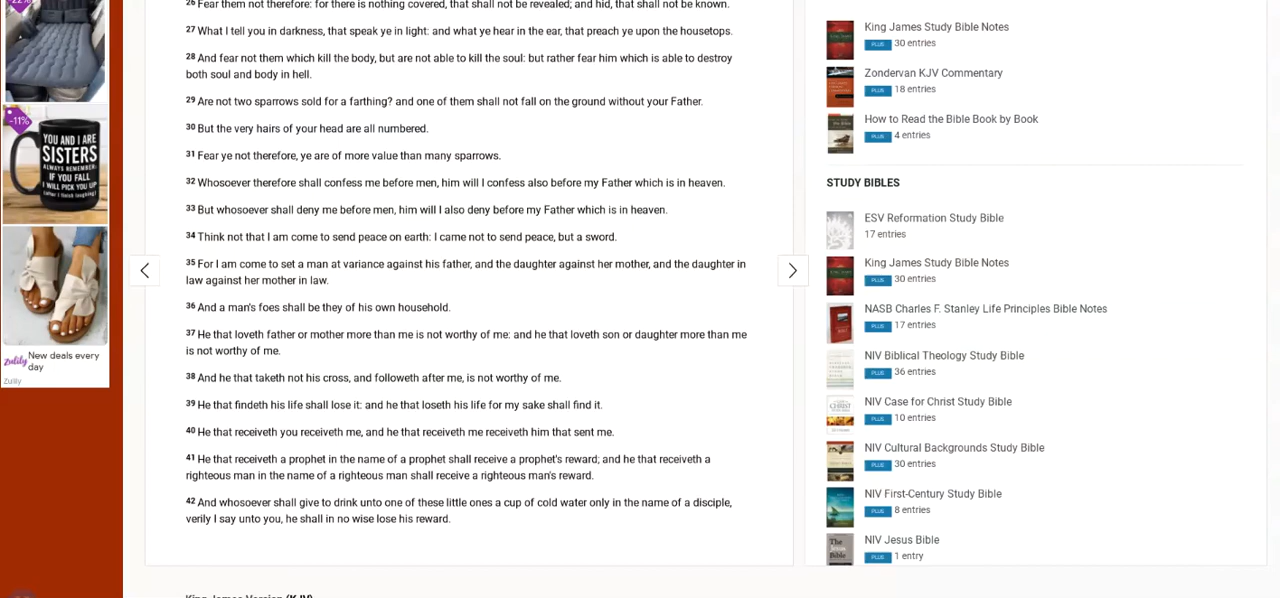 -22%
26 Fear them not therefore: for there is nothing covered, that shall not be revealed; and hid, that shall not be known.
27 What I tell you in darkness, that speak ye in light: and what ye hear in the ear, that preach ye upon the housetops.
28 And fear not them which kill the body, but are not able to kill the soul: but rather fear him which is able to destroy
both soul and body in hell.
29 Are not two sparrows sold for a farthing? and one of them shall not fall on the ground without your Father.
30 But the very hairs of your head are all numbered.
31 Fear ye not therefore, ye are of more value than many sparrows.
32 Whosoever therefore shall confess me before men, him will I confess also before my Father which is in heaven.
33 But whosoever shall deny me before men, him will I also deny before my Father which is in heaven.
34 Think not that I am come to send peace on earth: I came not to send peace, but a sword.
35 For I am come to set a man at variance against his father, and the daughter against her mother, and the daughter in
law against her mother in law.
36 And a man's foes shall be they of his own household.
37 He that loveth father or mother more than me is not worthy of me: and he that loveth son or daughter more than me
is not worthy of me.
38 And he that taketh not his cross, and followeth after me, is not worthy of me.
39 He that findeth his life shall lose it: and he that loseth his life for my sake shall find it.
40 He that receiveth you receiveth me, and he that receiveth me receiveth him that sent me.
41 He that receiveth a prophet in the name of a prophet shall receive a prophet's reward; and he that receiveth a
righteous man in the name of a righteous man shall receive a righteous man's reward.
42 And whosoever shall give to drink unto one of these little ones a cup of cold water only in the name of a disciple,
verily I say unto you, he shall in no wise lose his reward.
King James Version (KJV)
-11%
YOU AND I ARE
SISTERS
ALWAYS REMEMBER
IF YOU FALL
I WILL PICK YOU UP
(after I finish laughing)
zulily
New deals every
day
Zulily
King James Study Bible Notes
PLUS 30 entries
Zondervan KJV Commentary
PLUS 18 entries
How to Read the Bible Book by Book
PLUS 4 entries
STUDY BIBLES
ESV Reformation Study Bible
17 entries
King James Study Bible Notes
PLUS 30 entries
NASB Charles F. Stanley Life Principles Bible Notes
PLUS 17 entries
NIV Biblical Theology Study Bible
PLUS 36 entries
NIV Case for Christ Study Bible
CHRIST
PLUS 10 entries
NIV Cultural Backgrounds Study Bible
PLUS 30 entries
NIV First-Century Study Bible
PLUS 8 entries
NIV Jesus Bible
The
Jesus
Bible
PLUS 1 entry